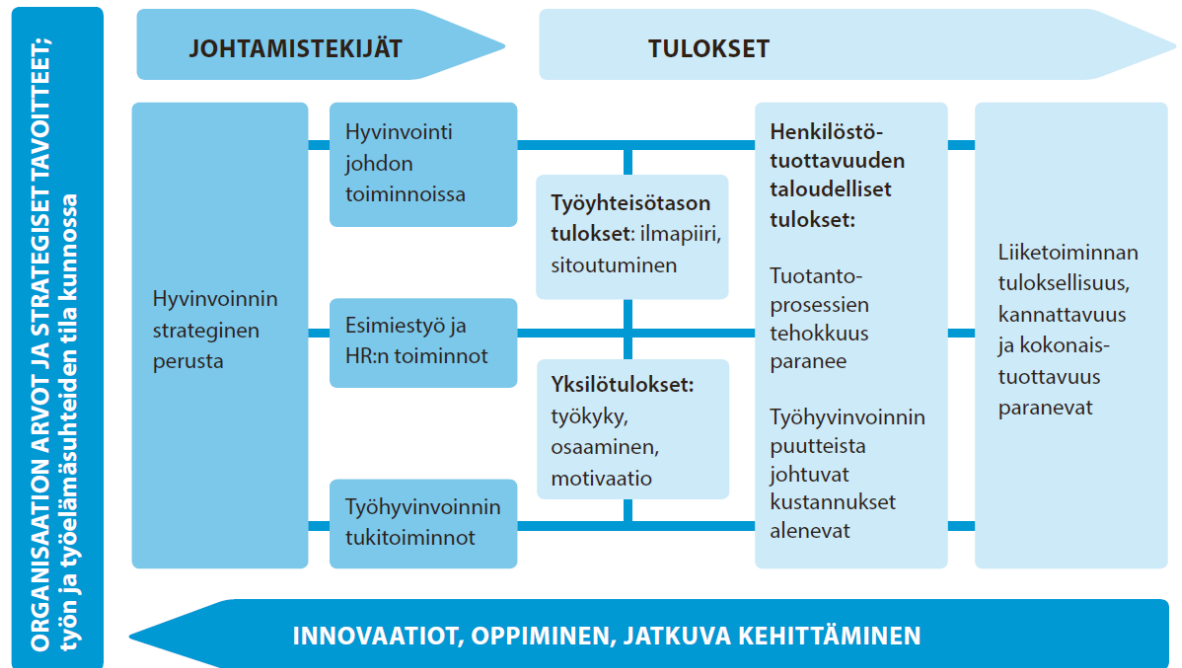 ORGANISAATION ARVOT JA STRATEGISET TAVOITTEET;
työn ja työelämäsuhteiden tila kunnossa
JOHTAMISTEKIJÄT
TULOKSET
Hyvinvoinnin
strateginen
perusta
Hyvinvointi
johdon
toiminnoissa
Esimiestyö ja
HR:n toiminnot
Työhyvinvoinnin
tukitoiminnot
Työyhteisötason
tulokset: ilmapiiri,
sitoutuminen
Yksilötulokset:
työkyky,
osaaminen,
motivaatio
Henkilöstö-
tuottavuuden
taloudelliset
tulokset:
Tuotanto-
prosessien
tehokkuus
paranee
Työhyvinvoinnin
puutteista
johtuvat
kustannukset
alenevat
Liiketoiminnan
tuloksellisuus,
kannattavuus
ja kokonais-
tuottavuus
paranevat
INNOVAATIOT, OPPIMINEN, JATKUVA KEHITTÄMINEN